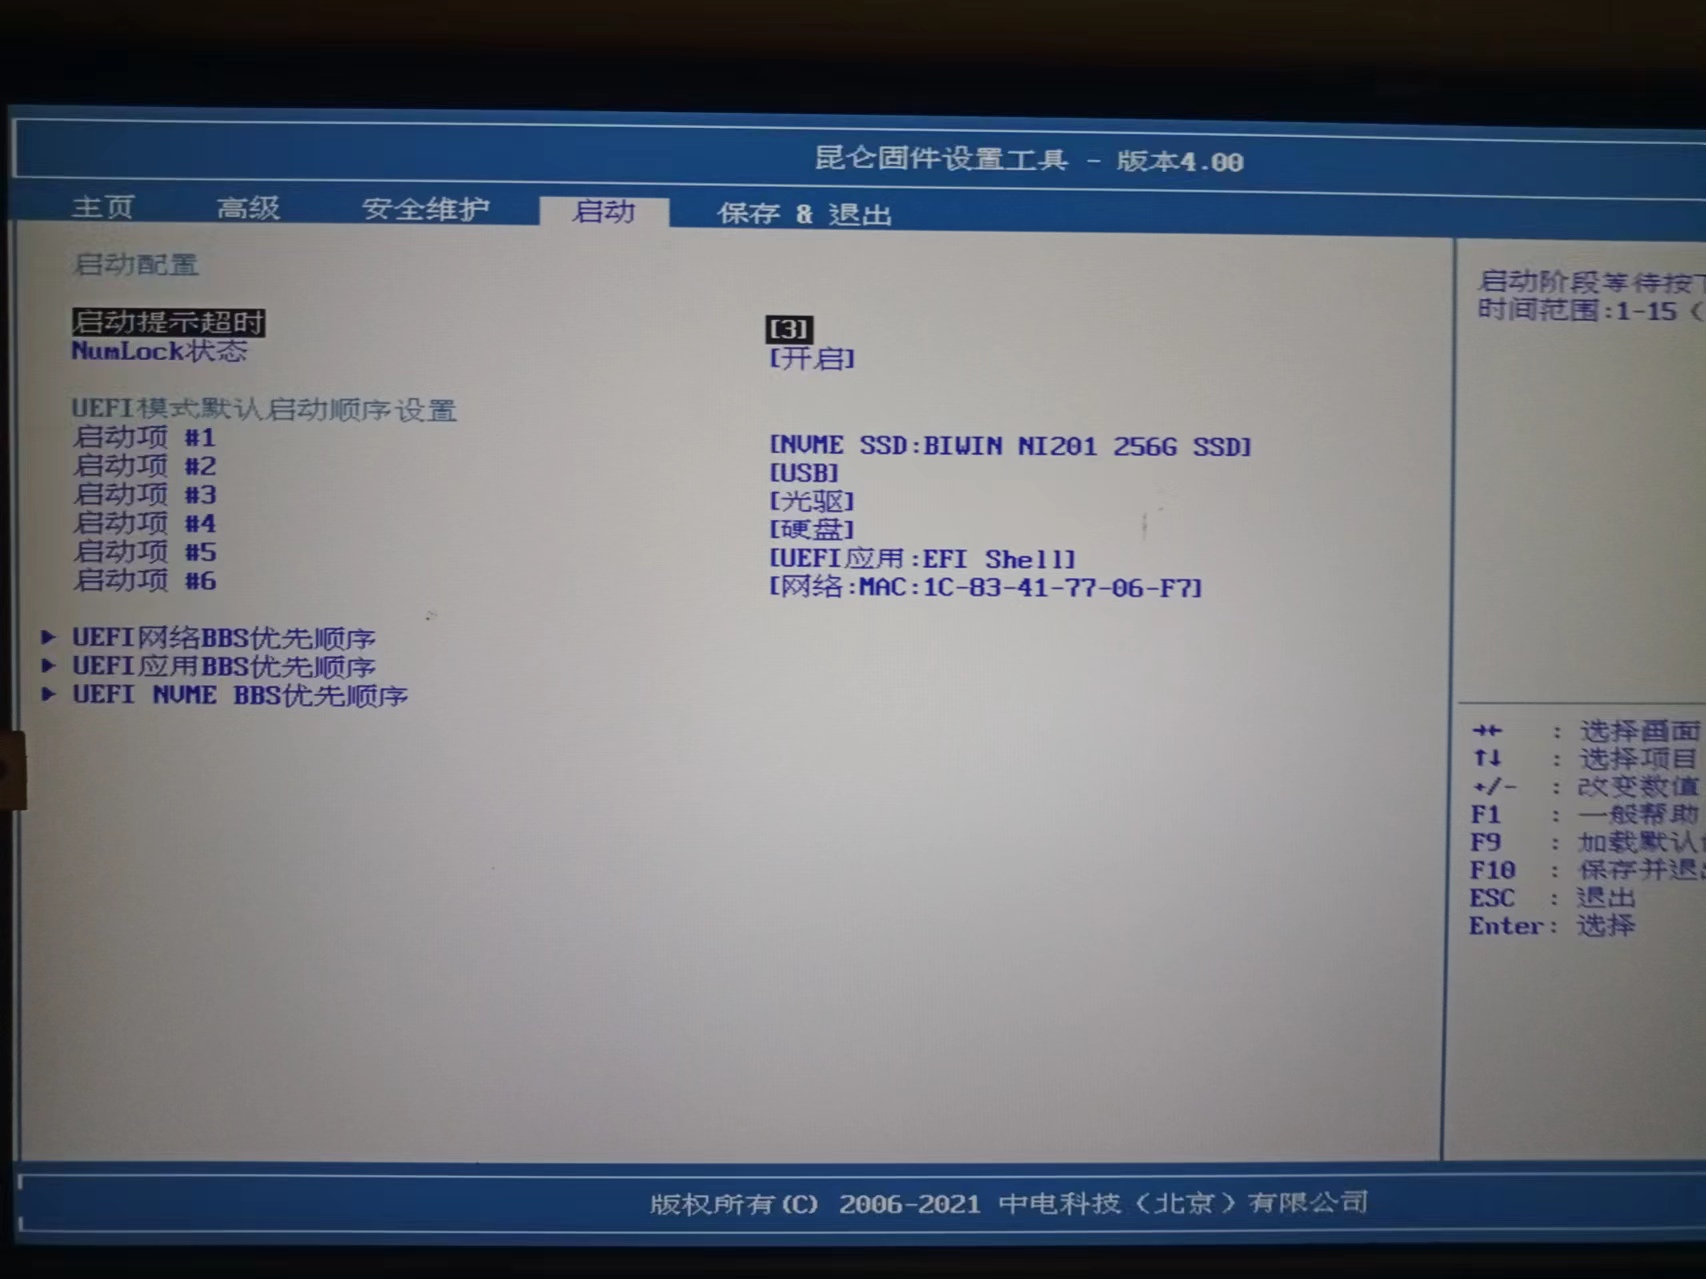 昆仑固件设置工具 - 版本4.00
主页 高级 安全维护 启动 保存 & 退出
启动配置
启动提示超时 [3]
NumLock状态 [开启]
UEFI模式默认启动顺序设置
启动项 #1 [NVME SSD:BIWIN NI201 256G SSD]
启动项 #2 [USB]
启动项 #3 [光驱]
启动项 #4 [硬盘]
启动项 #5 [UEFI应用:EFI Shell]
启动项 #6 [网络:MAC:1C-83-41-77-06-F7]
▶ UEFI网络BBS优先顺序
▶ UEFI应用BBS优先顺序
▶ UEFI NVME BBS优先顺序
启动阶段等待按下
时间范围:1-15 (
→← : 选择画面
↑↓ : 选择项目
+/- : 改变数值
F1 : 一般帮助
F9 : 加载默认
F10 : 保存并退出
ESC : 退出
Enter: 选择
版权所有(C) 2006-2021 中电科技（北京）有限公司